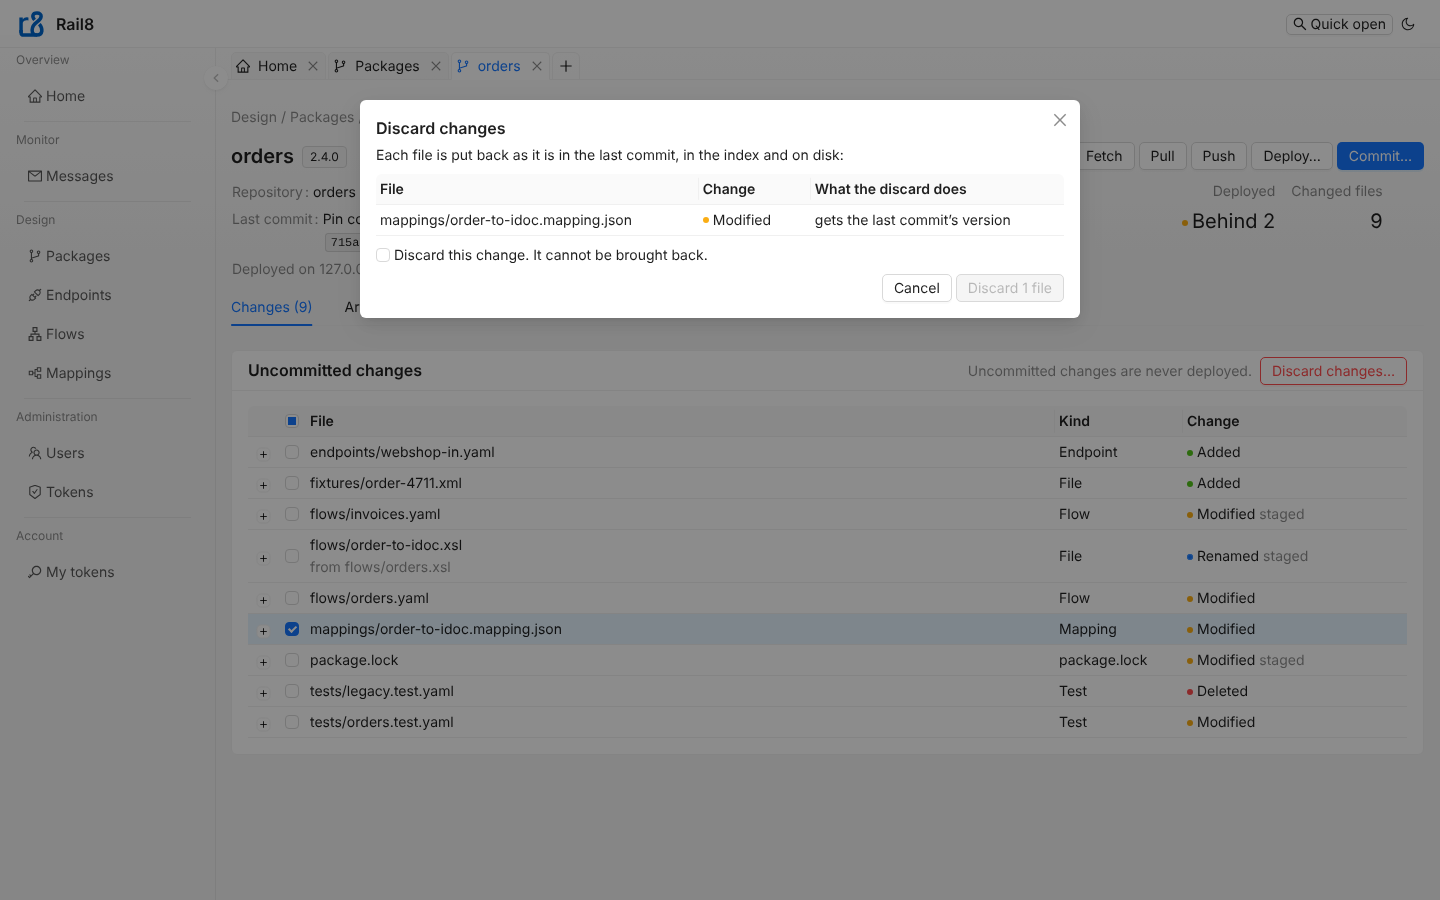 Rail8
Quick open
Overview
Home
Monitor
Messages
Design
Packages
Endpoints
Flows
Mappings
Administration
Users
Tokens
Account
My tokens
Home
Packages
orders
Design / Packages
orders 2.4.0
Fetch
Pull
Push
Deploy...
Commit...
Repository: orders
Last commit: Pin
Deployed on
Deployed
Behind 2
Changed files
9
Changes (9)
Discard changes
Each file is put back as it is in the last commit, in the index and on disk:
File Change What the discard does
mappings/order-to-idoc.mapping.json Modified gets the last commit's version
Discard this change. It cannot be brought back.
Cancel
Discard 1 file
Uncommitted changes
Uncommitted changes are never deployed.
Discard changes...
File Kind Change
+ endpoints/webshop-in.yaml Endpoint Added
+ fixtures/order-4711.xml File Added
+ flows/invoices.yaml Flow Modified staged
+ flows/order-to-idoc.xsl File Renamed staged
from flows/orders.xsl
+ flows/orders.yaml Flow Modified
+ mappings/order-to-idoc.mapping.json Mapping Modified
+ package.lock package.lock Modified staged
+ tests/legacy.test.yaml Test Deleted
+ tests/orders.test.yaml Test Modified